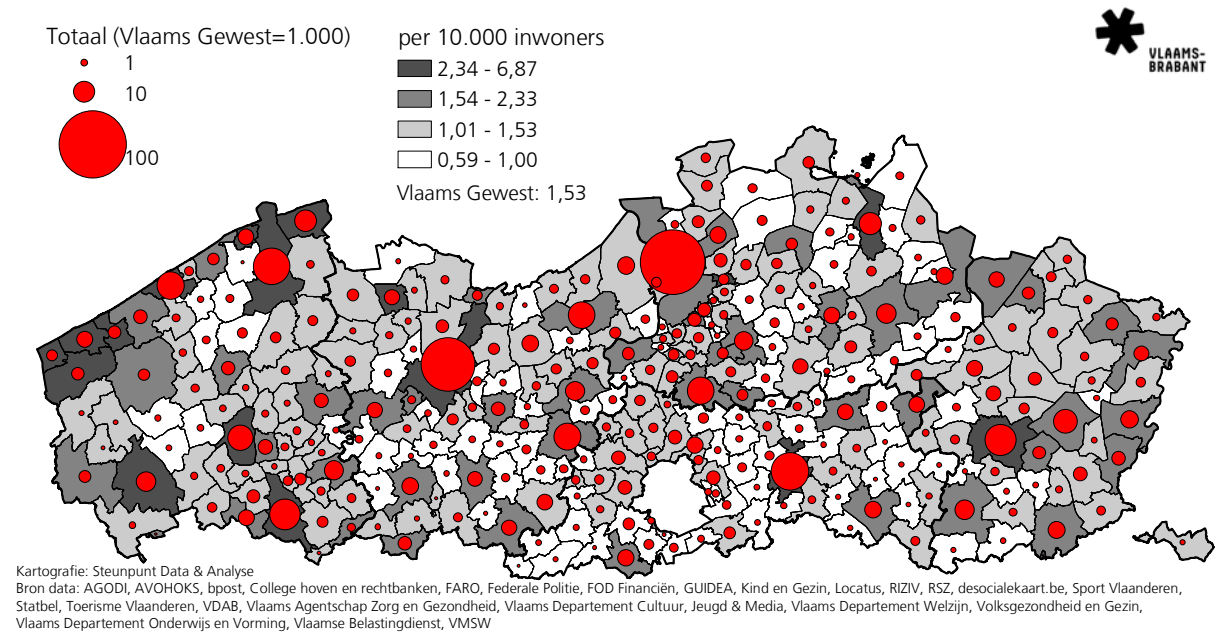 Totaal (Vlaams Gewest=1.000)
1
10
100
per 10.000 inwoners
2,34 - 6,87
1,54 - 2,33
1,01 - 1,53
0,59 - 1,00
Vlaams Gewest: 1,53
VLAAMS-
BRABANT
Kartografie: Steunpunt Data & Analyse
Bron data: AGODI, AVOHOKS, bpost, College hoven en rechtbanken, FARO, Federale Politie, FOD Financiën, GUIDEA, Kind en Gezin, Locatus, RIZIV, RSZ, desocialekaart.be, Sport Vlaanderen,
Statbel, Toerisme Vlaanderen, VDAB, Vlaams Agentschap Zorg en Gezondheid, Vlaams Departement Cultuur, Jeugd & Media, Vlaams Departement Welzijn, Volksgezondheid en Gezin,
Vlaams Departement Onderwijs en Vorming, Vlaamse Belastingdienst, VMSW